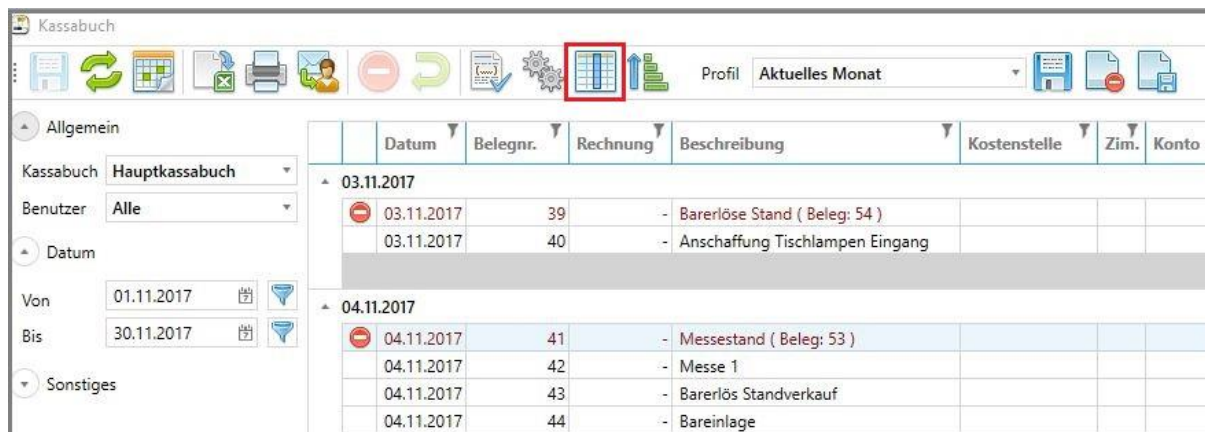 Kassabuch
Profil Aktuelles Monat
Allgemein
Kassabuch Hauptkassabuch
Benutzer Alle
Datum
Von 01.11.2017
Bis 30.11.2017
Sonstiges
Datum Belegnr. Rechnung Beschreibung Kostenstelle Zim. Konto
03.11.2017
03.11.2017 39 - Barerlöse Stand ( Beleg: 54 )
03.11.2017 40 - Anschaffung Tischlampen Eingang
04.11.2017
04.11.2017 41 - Messestand ( Beleg: 53 )
04.11.2017 42 - Messe 1
04.11.2017 43 - Barerlös Standverkauf
04.11.2017 44 - Bareinlage